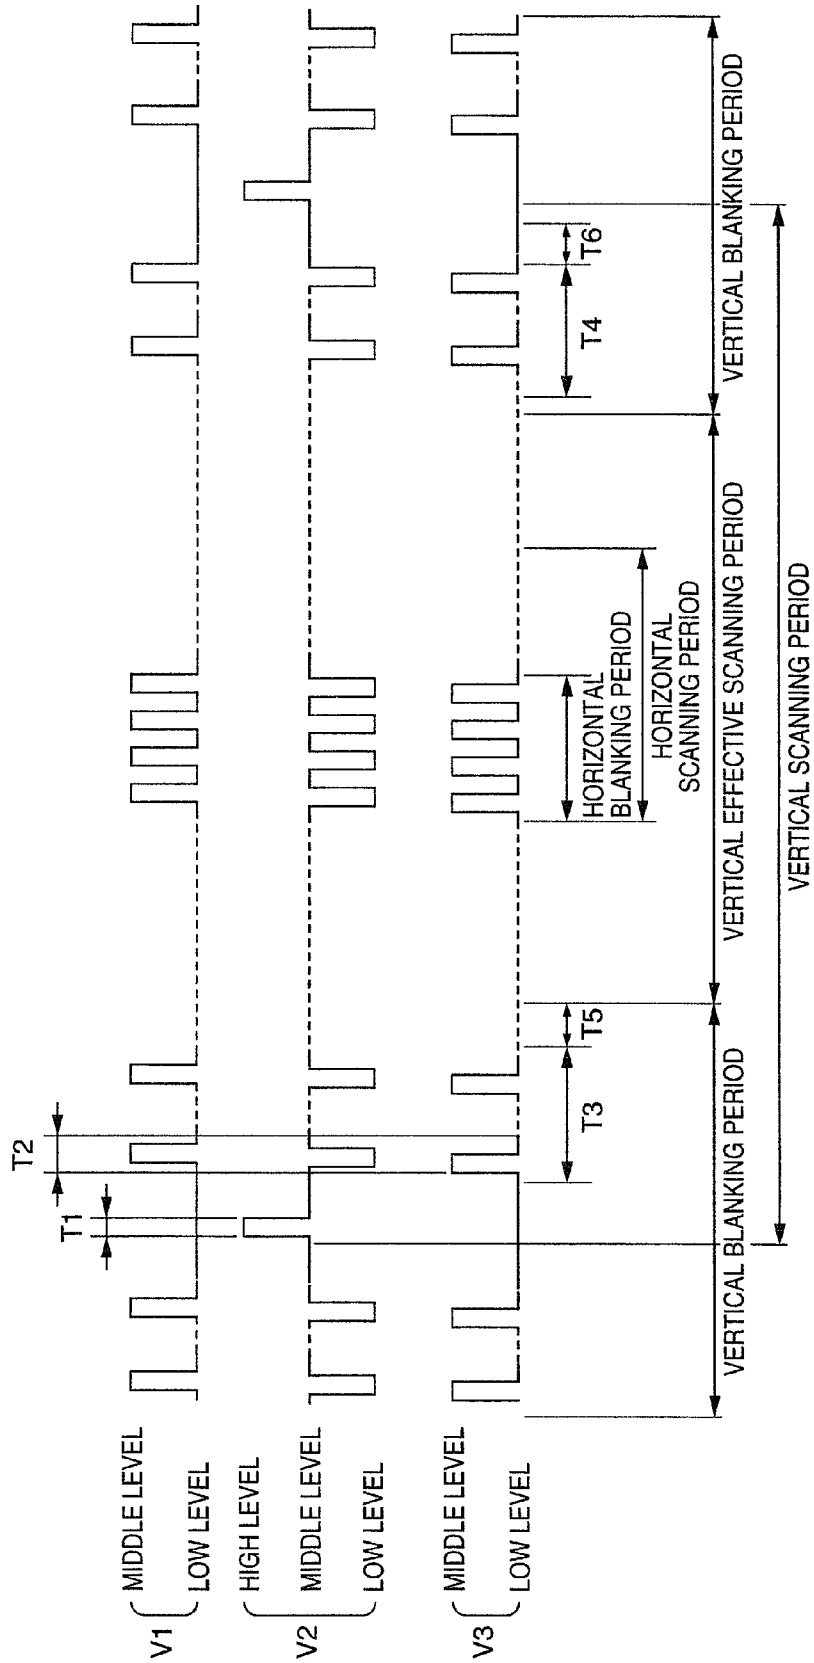 V1
MIDDLE LEVEL
LOW LEVEL
V2
HIGH LEVEL
MIDDLE LEVEL
LOW LEVEL
V3
MIDDLE LEVEL
LOW LEVEL
T1
T2
T3
T5
T4
T6
HORIZONTAL
BLANKING PERIOD
HORIZONTAL
SCANNING PERIOD
VERTICAL BLANKING PERIOD
VERTICAL EFFECTIVE SCANNING PERIOD
VERTICAL BLANKING PERIOD
VERTICAL SCANNING PERIOD